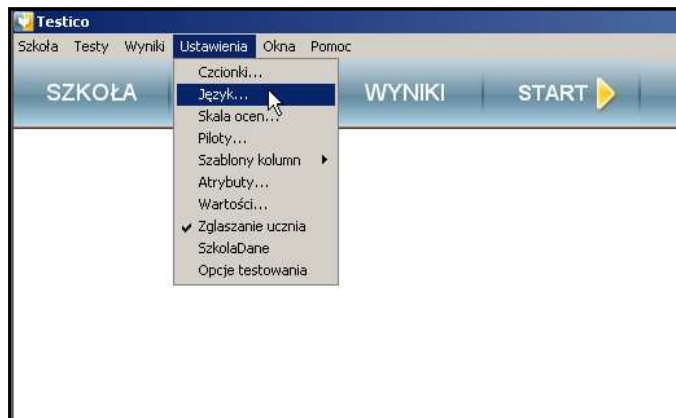 Testico
Szkoła Testy Wyniki Ustawienia Okna Pomoc
SZKOŁA WYNIKI START
Czcionki...
Język...
Skala ocen...
Piloty...
Szablony kolumn
Atrybuty...
Wartości...
Zglaszanie ucznia
SzkolaDane
Opcje testowania